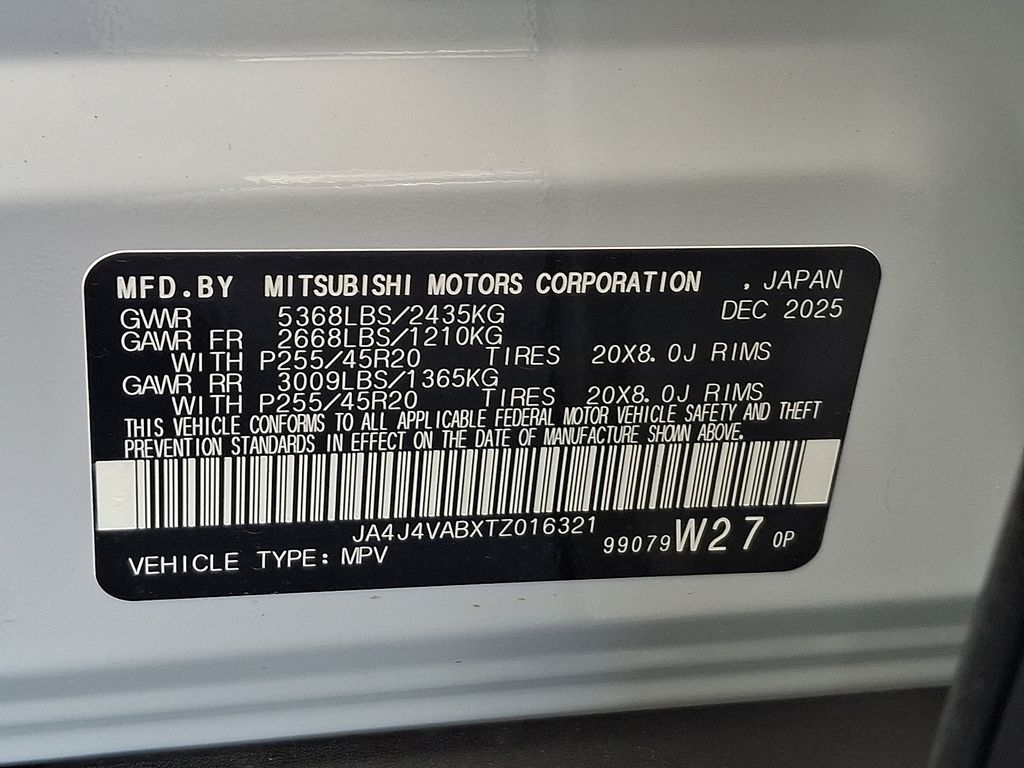 MFD.BY MITSUBISHI MOTORS CORPORATION , JAPAN
GVWR 5368LBS/2435KG DEC 2025
GAWR FR 2668LBS/1210KG
WITH P255/45R20 TIRES 20X8.0J RIMS
GAWR RR 3009LBS/1365KG
WITH P255/45R20 TIRES 20X8.0J RIMS
THIS VEHICLE CONFORMS TO ALL APPLICABLE FEDERAL MOTOR VEHICLE SAFETY AND THEFT
PREVENTION STANDARDS IN EFFECT ON THE DATE OF MANUFACTURE SHOWN ABOVE.
JA4J4VABXTZ016321
VEHICLE TYPE: MPV 99079 W27 0P